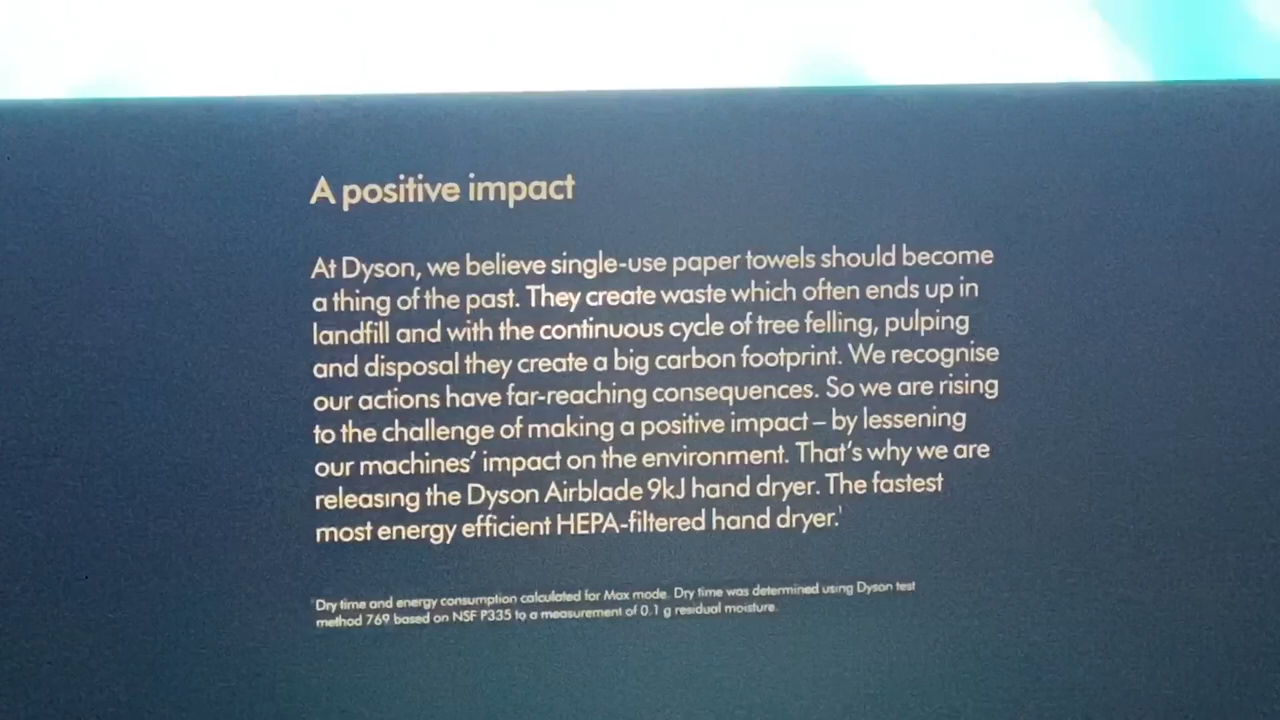 A positive impact
At Dyson, we believe single-use paper towels should become
a thing of the past. They create waste which often ends up in
landfill and with the continuous cycle of tree felling, pulping
and disposal they create a big carbon footprint. We recognise
our actions have far-reaching consequences. So we are rising
to the challenge of making a positive impact – by lessening
our machines' impact on the environment. That's why we are
releasing the Dyson Airblade 9kJ hand dryer. The fastest
most energy efficient HEPA-filtered hand dryer.¹
¹Dry time and energy consumption calculated for Max mode. Dry time was determined using Dyson test
method 769 based on NSF P335 to a measurement of 0.1 g residual moisture.